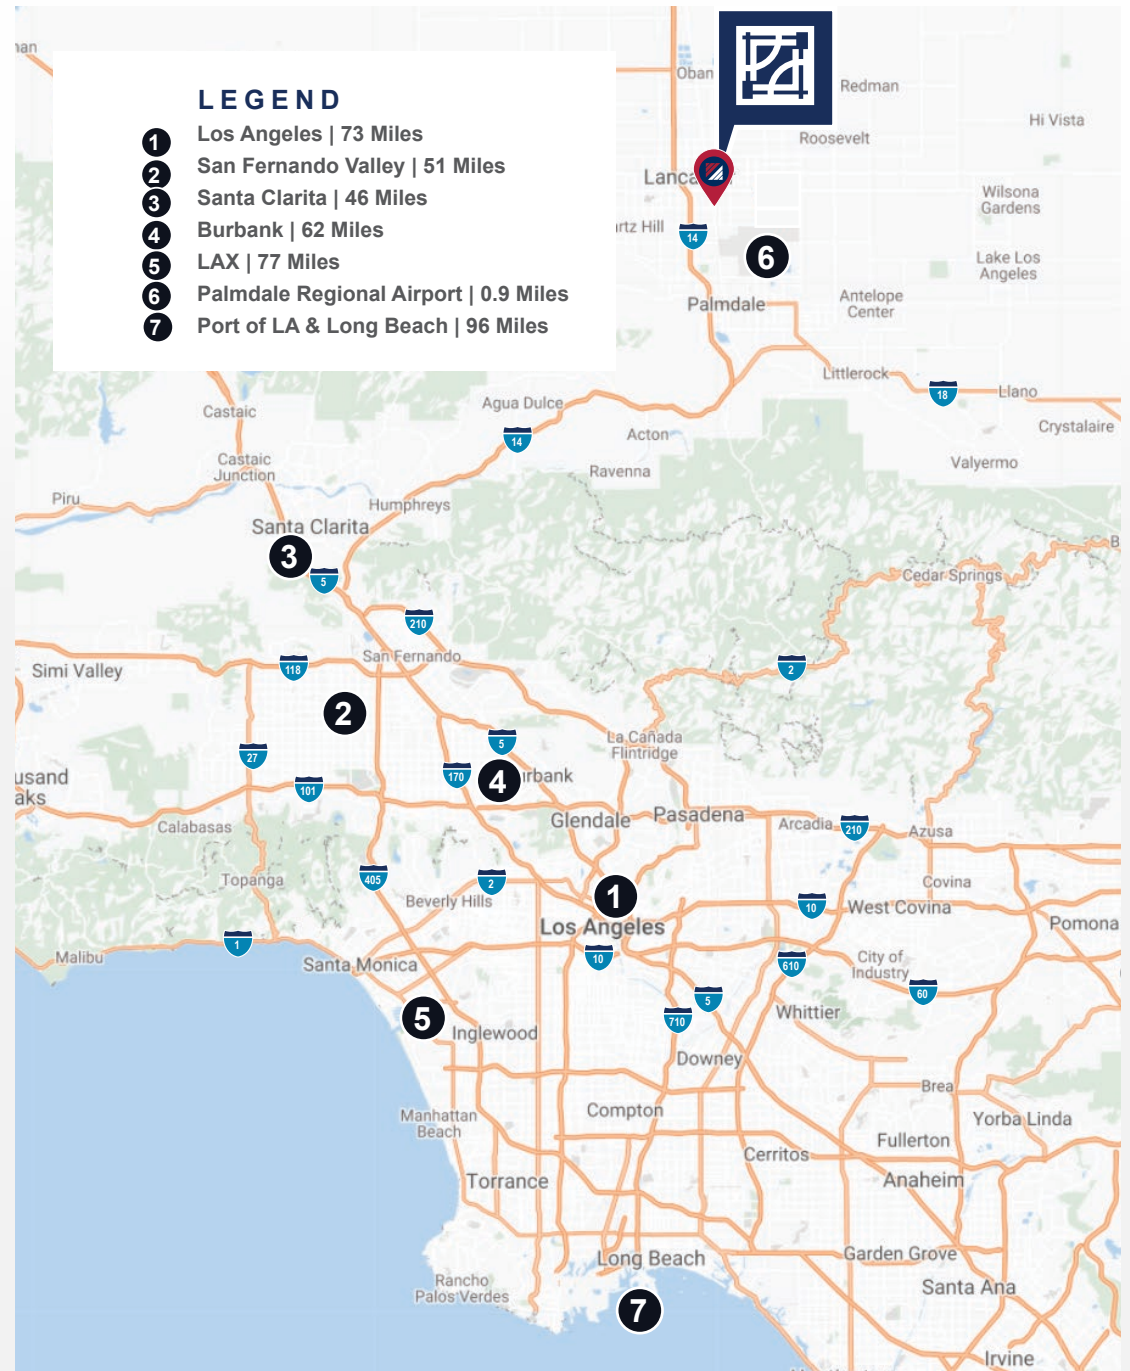 LEGEND
1 Los Angeles | 73 Miles
2 San Fernando Valley | 51 Miles
3 Santa Clarita | 46 Miles
4 Burbank | 62 Miles
5 LAX | 77 Miles
6 Palmdale Regional Airport | 0.9 Miles
7 Port of LA & Long Beach | 96 Miles
Oban
Redman
Hi Vista
Roosevelt
Lanca
Wilsona
Gardens
rtz Hill
14
6
Lake Los
Angeles
Palmdale
Antelope
Center
Littlerock
18
Llano
Castaic
Agua Dulce
Crystalaire
14
Acton
Castaic
Junction
Ravenna
Valyermo
Piru
Humphreys
Santa Clarita
3
5
Cedar Springs
B
210
San Fernando
Simi Valley
118
2
2
La Cañada
Flintridge
5
27
170
4
rbank
usand
aks
101
Glendale
Pasadena
Arcadia
210
Azusa
Calabasas
Topanga
405
2
Covina
Beverly Hills
1
10
West Covina
Los Angeles
Pomona
1
Malibu
Santa Monica
10
610
City of
Industry
60
5
5
Whittier
710
Inglewood
Downey
Brea
Manhattan
Beach
Compton
Yorba Linda
Fullerton
Cerritos
Torrance
Anaheim
Long Beach
Garden Grove
Rancho
Palos Verdes
Santa Ana
7
Irvine